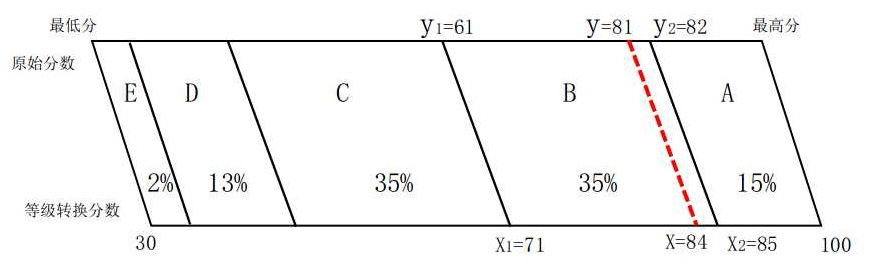 最低分 y₁=61 y=81 y₂=82 最高分
原始分数
E D C B A
2% 13% 35% 35% 15%
等级转换分数
30 X₁=71 X=84 X₂=85 100